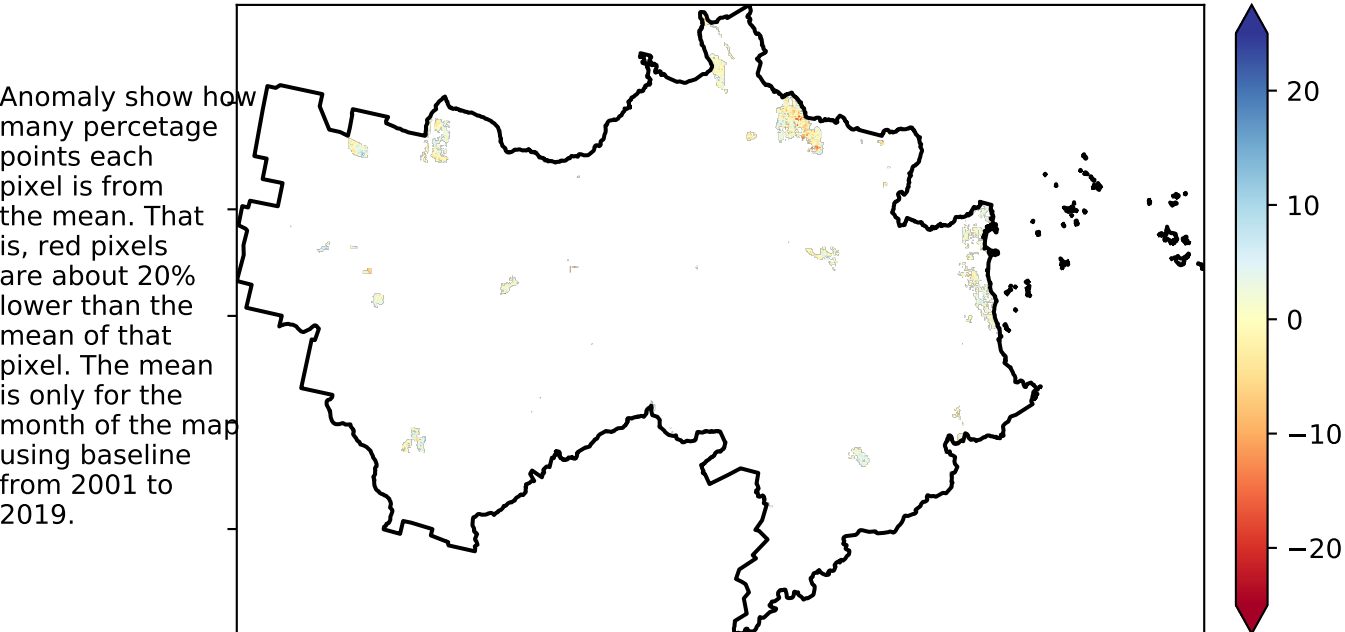 Anomaly show how
many percetage
points each
pixel is from
the mean. That
is, red pixels
are about 20%
lower than the
mean of that
pixel. The mean
is only for the
month of the map
using baseline
from 2001 to
2019.
20
10
0
−10
−20